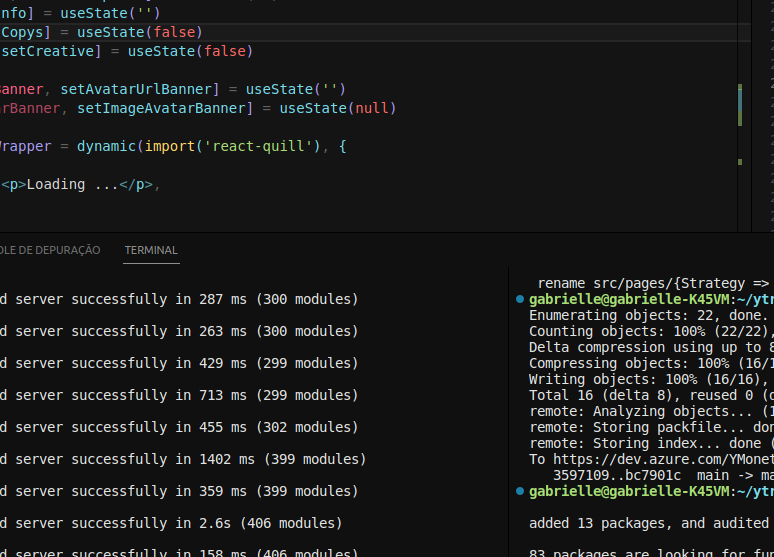 nfo] = useState('')
Copys] = useState(false)
setCreative] = useState(false)
Banner, setAvatarUrlBanner] = useState('')
arBanner, setImageAvatarBanner] = useState(null)
Wrapper = dynamic(import('react-quill'), {
<p>Loading ...</p>,
OLE DE DEPURAÇÃO
TERMINAL
d server successfully in 287 ms (300 modules)
d server successfully in 263 ms (300 modules)
d server successfully in 429 ms (299 modules)
d server successfully in 713 ms (299 modules)
d server successfully in 455 ms (302 modules)
d server successfully in 1402 ms (399 modules)
d server successfully in 359 ms (399 modules)
d server successfully in 2.6s (406 modules)
d server successfully in 158 ms (406 modules)
rename src/pages/{Strategy =>
gabrielle@gabrielle-K45VM:~/ytr
Enumerating objects: 22, done.
Counting objects: 100% (22/22),
Delta compression using up to 8
Compressing objects: 100% (16/1
Writing objects: 100% (16/16),
Total 16 (delta 8), reused 0 (d
remote: Analyzing objects... (1
remote: Storing packfile... don
remote: Storing index... done (
To https://dev.azure.com/YMonet
3597109..bc7901c main -> ma
gabrielle@gabrielle-K45VM:~/ytr
added 13 packages, and audited
83 packages are looking for fun